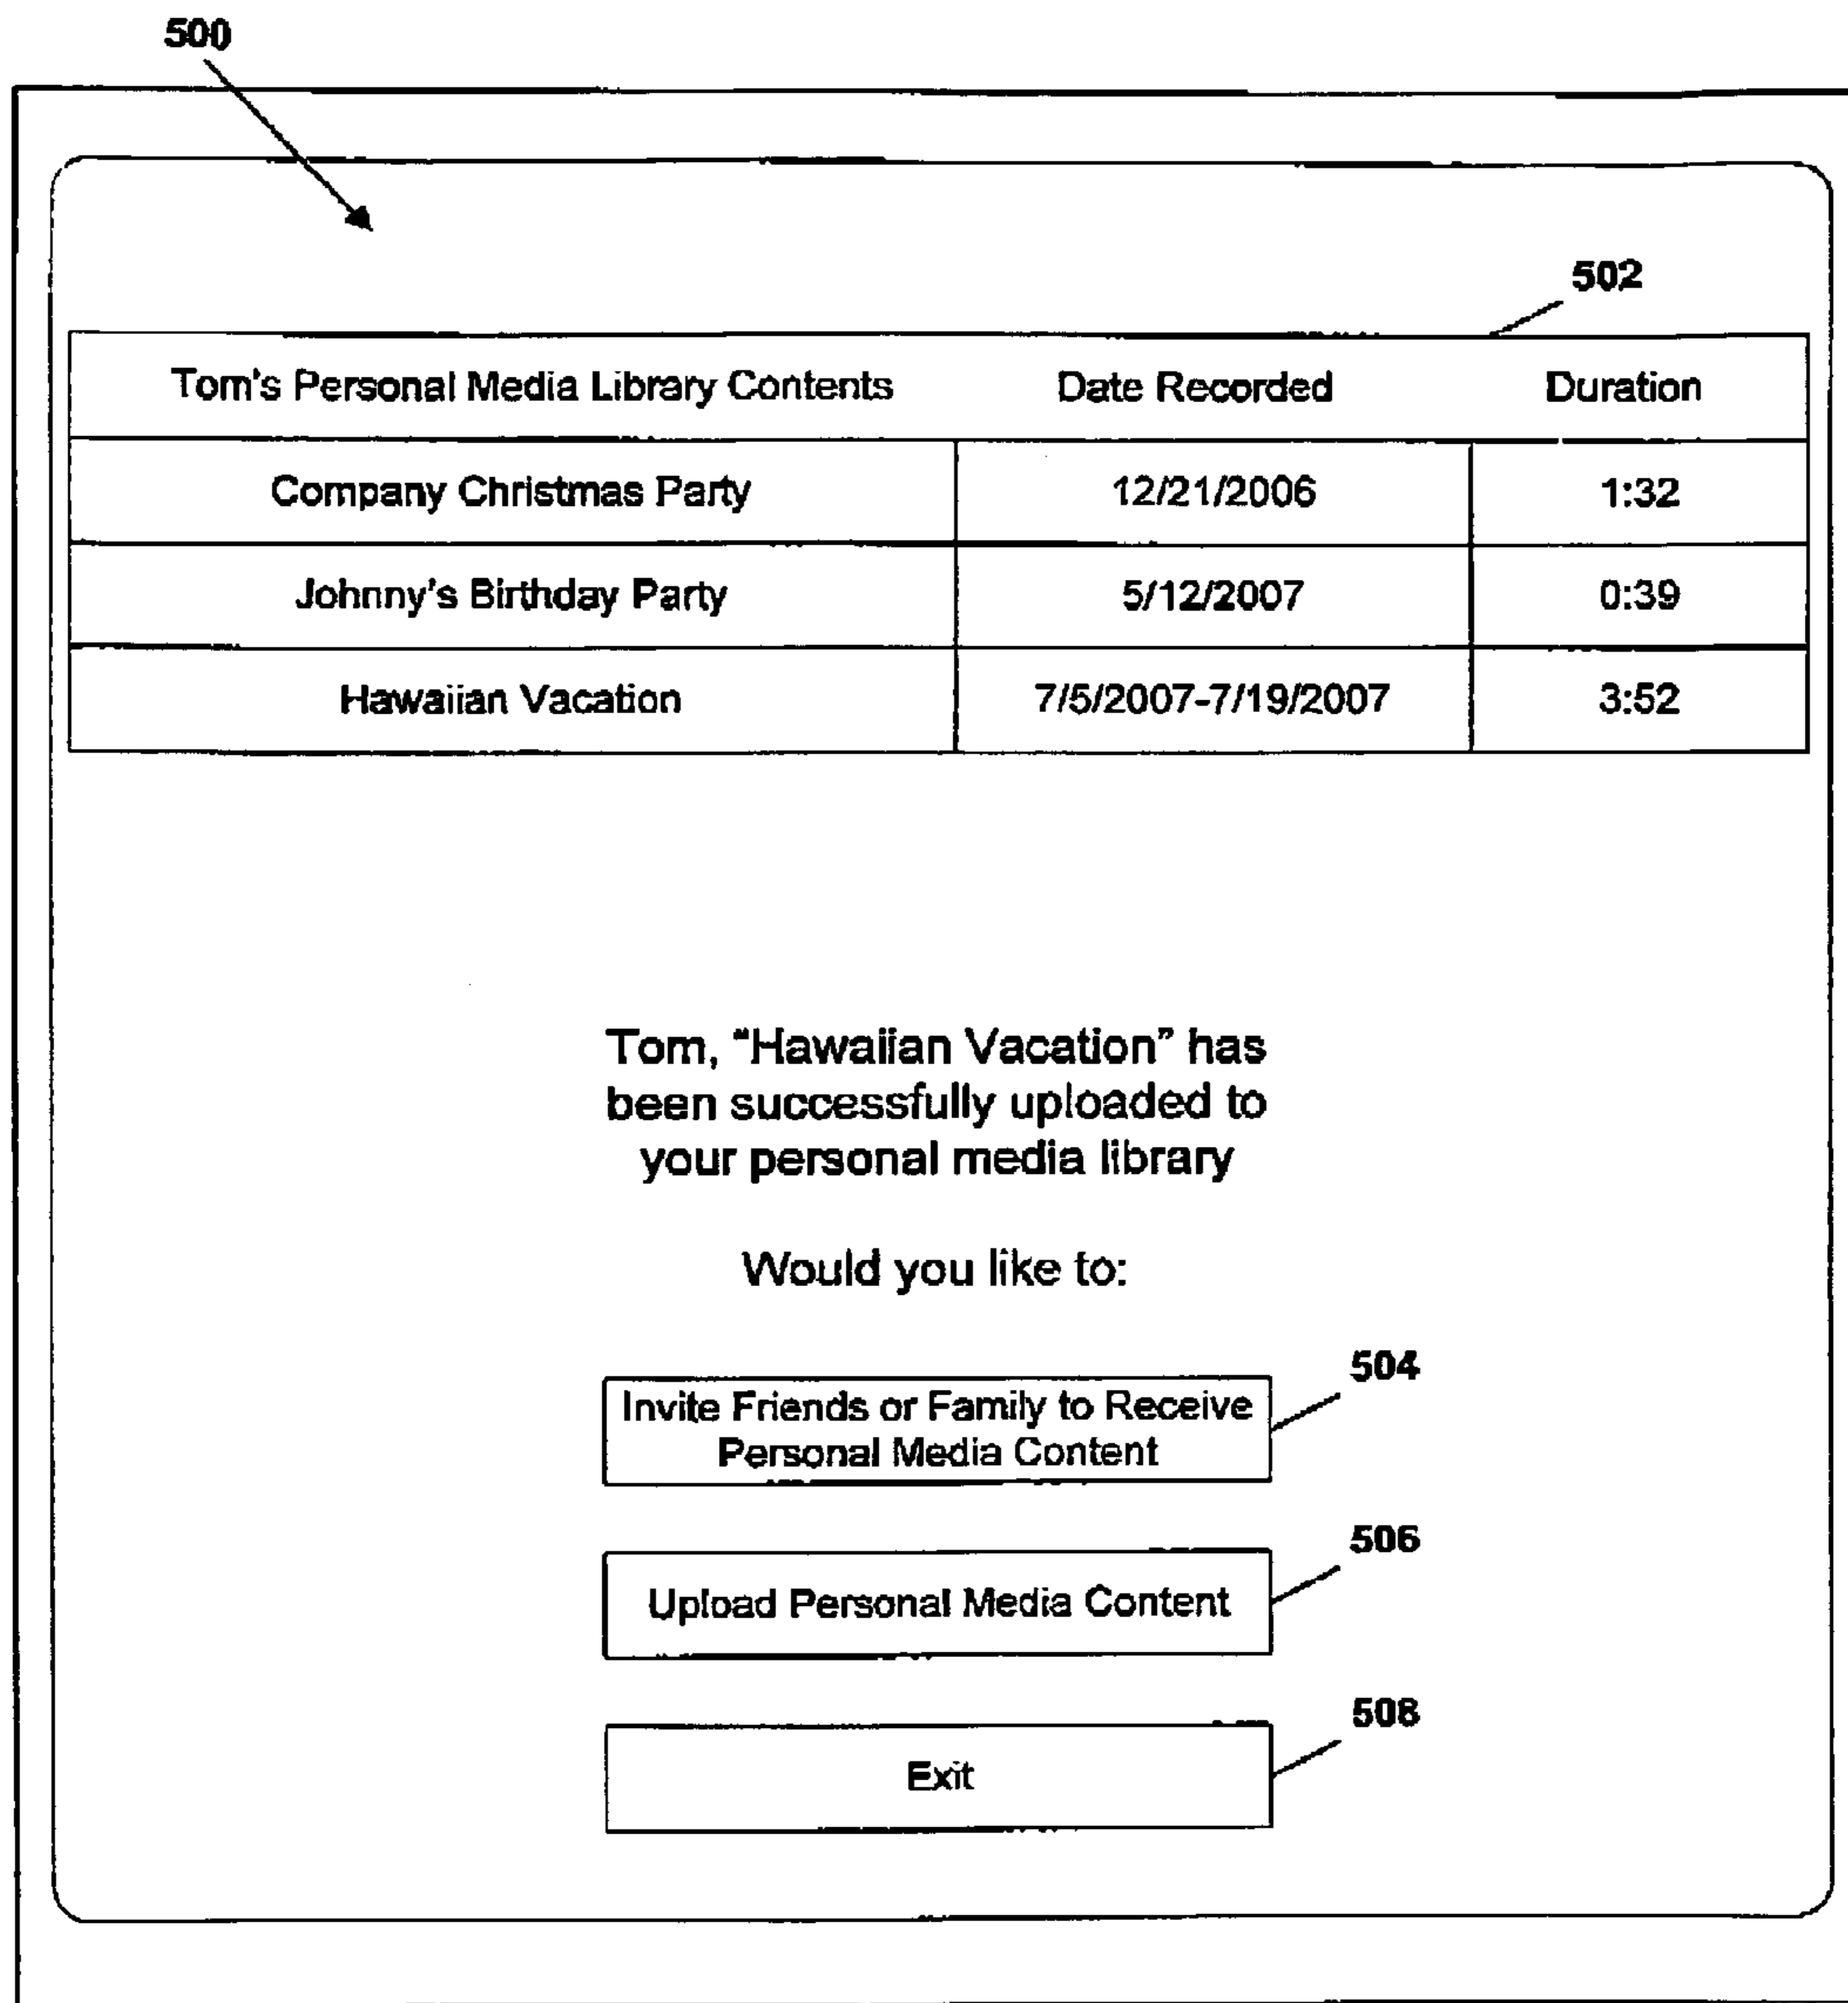 500
502
Tom's Personal Media Library Contents Date Recorded Duration
Company Christmas Party 12/21/2006 1:32
Johnny's Birthday Party 5/12/2007 0:39
Hawaiian Vacation 7/5/2007-7/19/2007 3:52
Tom, "Hawaiian Vacation" has
been successfully uploaded to
your personal media library
Would you like to:
504
Invite Friends or Family to Receive
Personal Media Content
506
Upload Personal Media Content
508
Exit